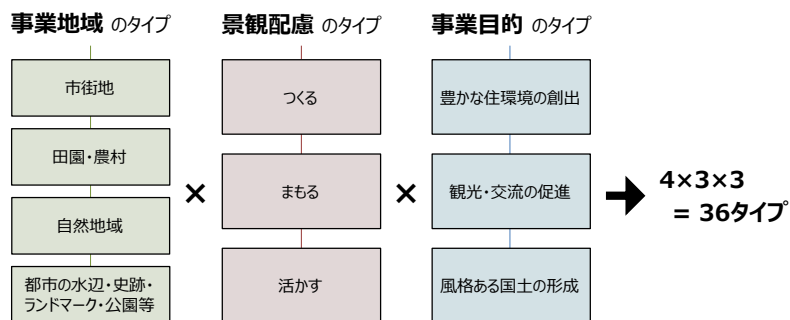 事業地域 のタイプ
市街地
田園・農村
自然地域
都市の水辺・史跡・
ランドマーク・公園等
×
景観配慮 のタイプ
つくる
まもる
活かす
×
事業目的 のタイプ
豊かな住環境の創出
観光・交流の促進
風格ある国土の形成
4×3×3
= 36タイプ